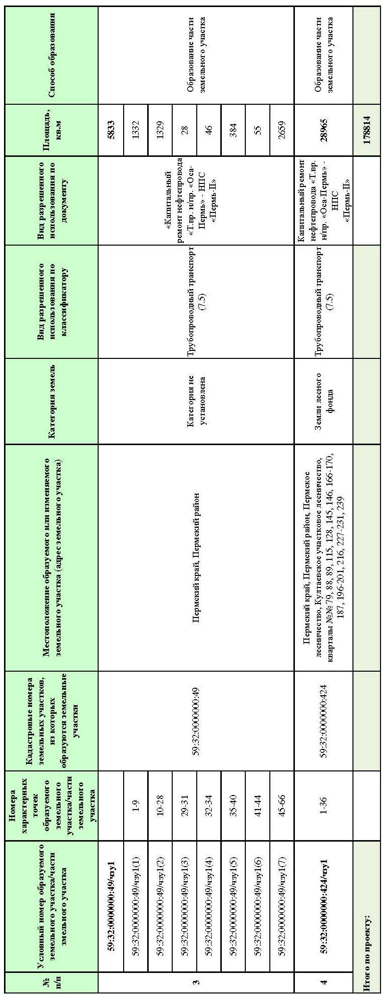 №
п/п
Условный номер образуемого
земельного участка/части
змельного участка
Номера
характерных
точек
образуемого
земельного
участка/части
земельного
участка
Кадастровые номера
земельных участков,
из которых
образуются земельные
участки
Местоположение образуемого или изменяемого
земельного участка (адрес земельного участка)
Категория земель
Вид разрешенного
использования по
классификатору
Вид разрешенного
использования по
документу
Площадь,
кв.м
Способ образования
3
59:32:0000000:49/чзу1
59:32:0000000:49
Пермский край, Пермский район
Категория не
установлена
Трубопроводный транспорт
(7.5)
«Капитальный
ремонт нефтепровода
«Т.вр. н/пр. «Оса-
Пермь» - НПС
«Пермь-II»
5833
Образование части
земельного участка
59:32:0000000:49/чзу1(1)
1-9
1332
59:32:0000000:49/чзу1(2)
10-28
1329
59:32:0000000:49/чзу1(3)
29-31
28
59:32:0000000:49/чзу1(4)
32-34
46
59:32:0000000:49/чзу1(5)
35-40
384
59:32:0000000:49/чзу1(6)
41-44
55
59:32:0000000:49/чзу1(7)
45-66
2659
4
59:32:0000000:424/чзу1
1-36
59:32:0000000:424
Пермский край, Пермский район, Пермское
лесничество, Култаевское участковое лесничество,
кварталы №№ 79, 88, 89, 115, 128, 145, 146, 166-170,
187, 196-201, 216, 227-231, 239
Земли лесного
фонда
Трубопроводный транспорт
(7.5)
Капитальный ремонт
нефтепровода «Т.вр.
н/пр. «Оса-Пермь» -
НПС
«Пермь-II»
28965
Образование части
земельного участка
Итого по проекту:
178814